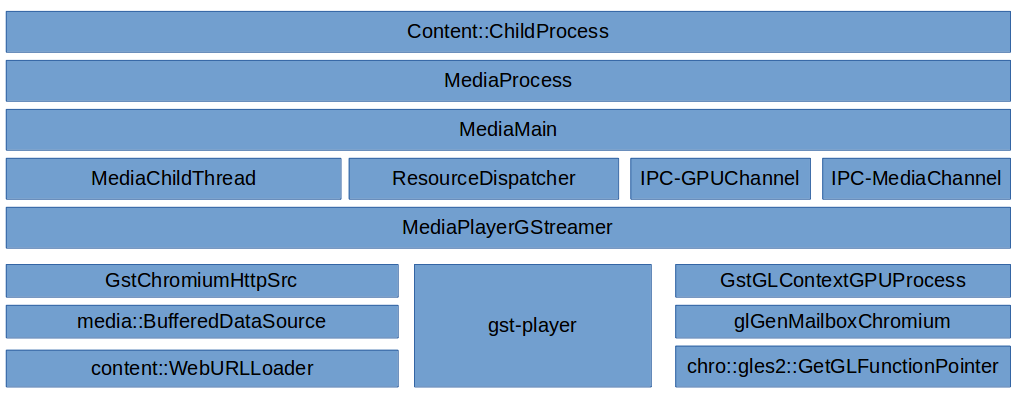 Content::ChildProcess
MediaProcess
MediaMain
MediaChildThread
ResourceDispatcher
IPC-GPUChannel
IPC-MediaChannel
MediaPlayerGStreamer
GstChromiumHttpSrc
media::BufferedDataSource
content::WebURLLoader
gst-player
GstGLContextGPUProcess
glGenMailboxChromium
chro::gles2::GetGLFunctionPointer